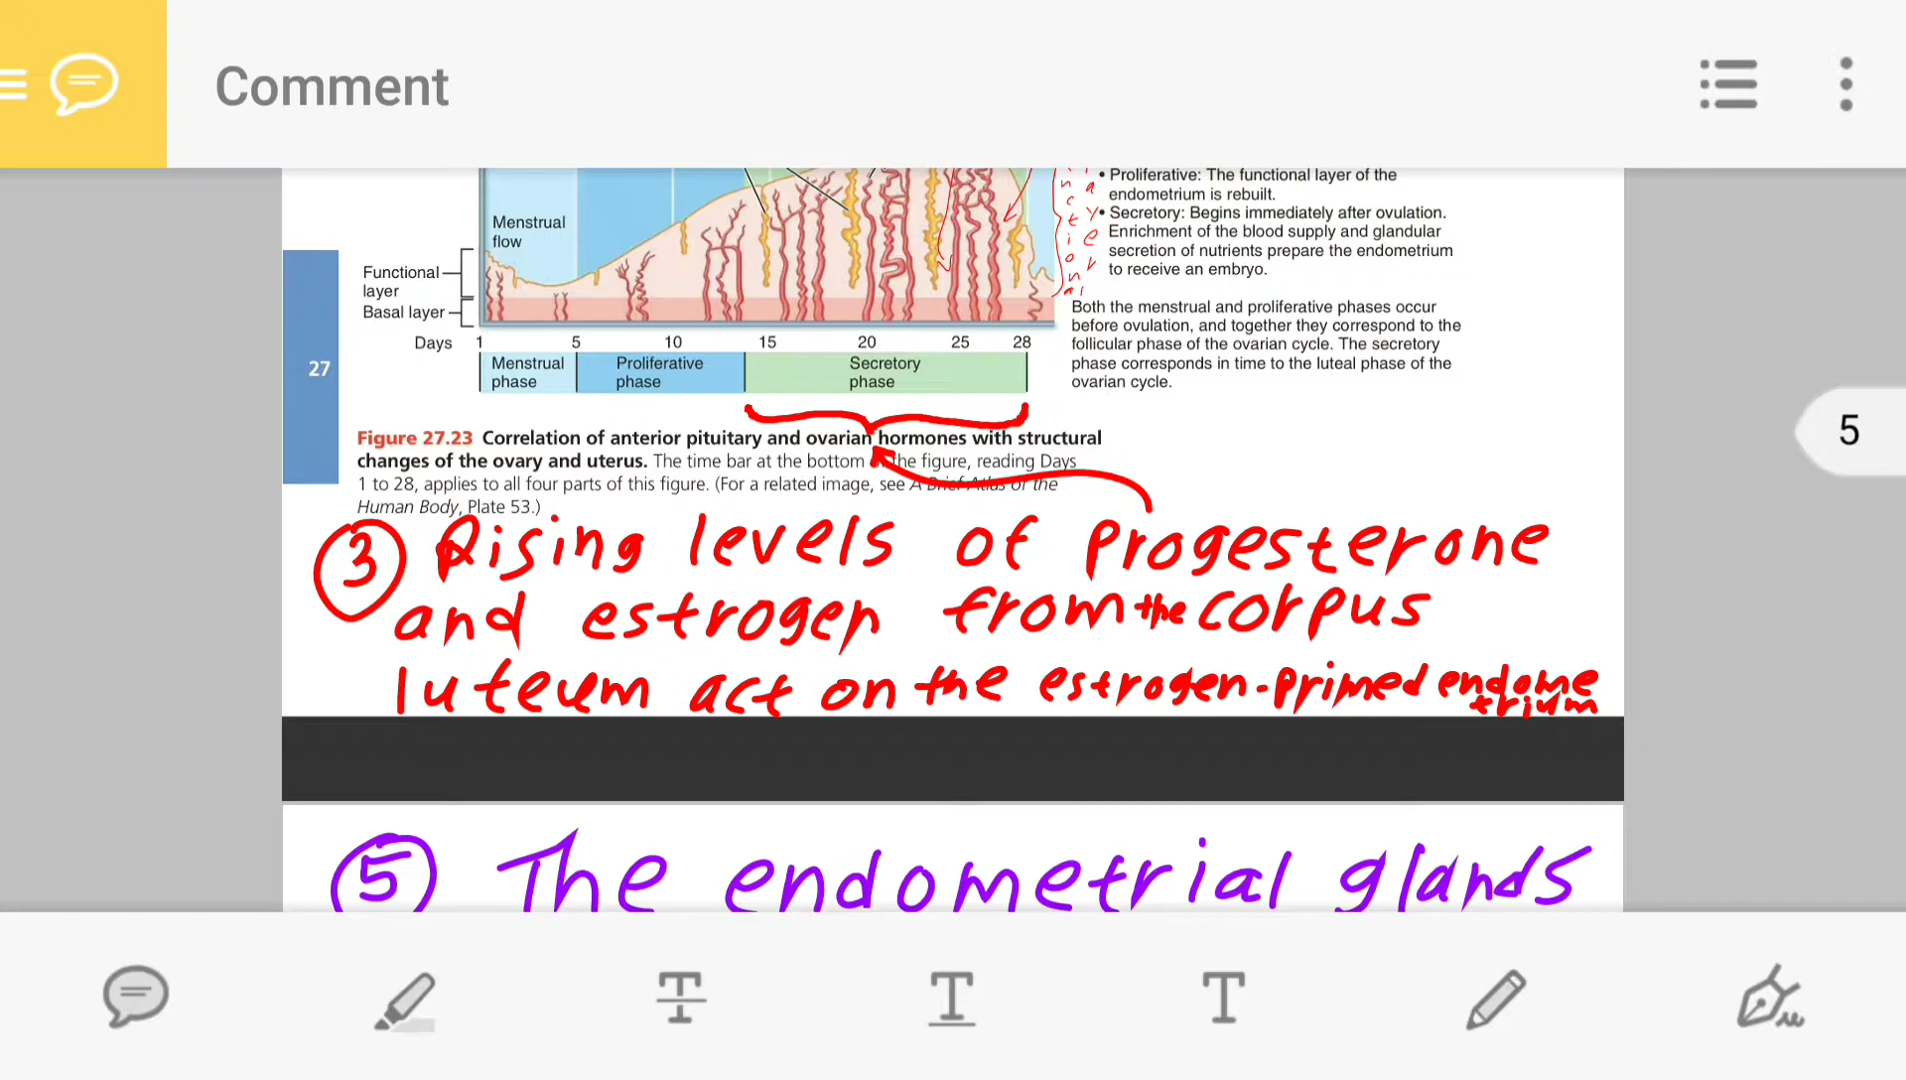 Comment
• Proliferative: The functional layer of the
endometrium is rebuilt.
• Secretory: Begins immediately after ovulation.
Enrichment of the blood supply and glandular
secretion of nutrients prepare the endometrium
to receive an embryo.
Both the menstrual and proliferative phases occur
before ovulation, and together they correspond to the
follicular phase of the ovarian cycle. The secretory
phase corresponds in time to the luteal phase of the
ovarian cycle.
Menstrual
flow
Functional
layer
Basal layer
Days 1 5 10 15 20 25 28
Menstrual
phase
Proliferative
phase
Secretory
phase
27
5
Figure 27.23 Correlation of anterior pituitary and ovarian hormones with structural
changes of the ovary and uterus. The time bar at the bottom the figure, reading Days
1 to 28, applies to all four parts of this figure. (For a related image, see A Brief Atlas of the
Human Body, Plate 53.)
3 Rising levels of progesterone
and estrogen from the corpus
luteum act on the estrogen-primed endome
trium
5 The endometrial glands